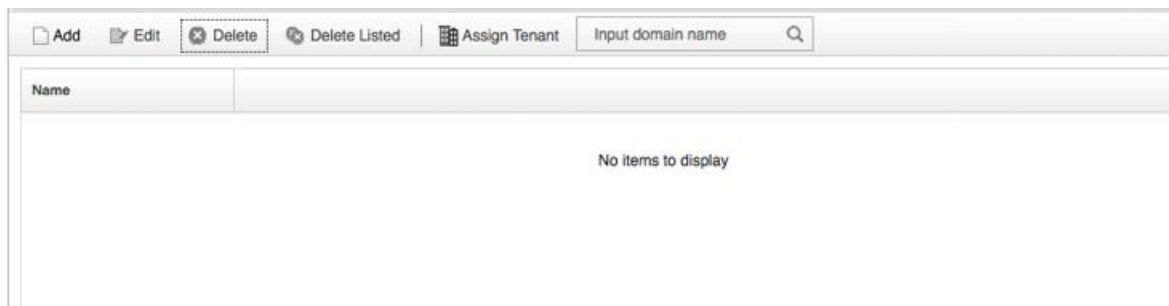 Add Edit Delete Delete Listed Assign Tenant Input domain name
Name
No items to display